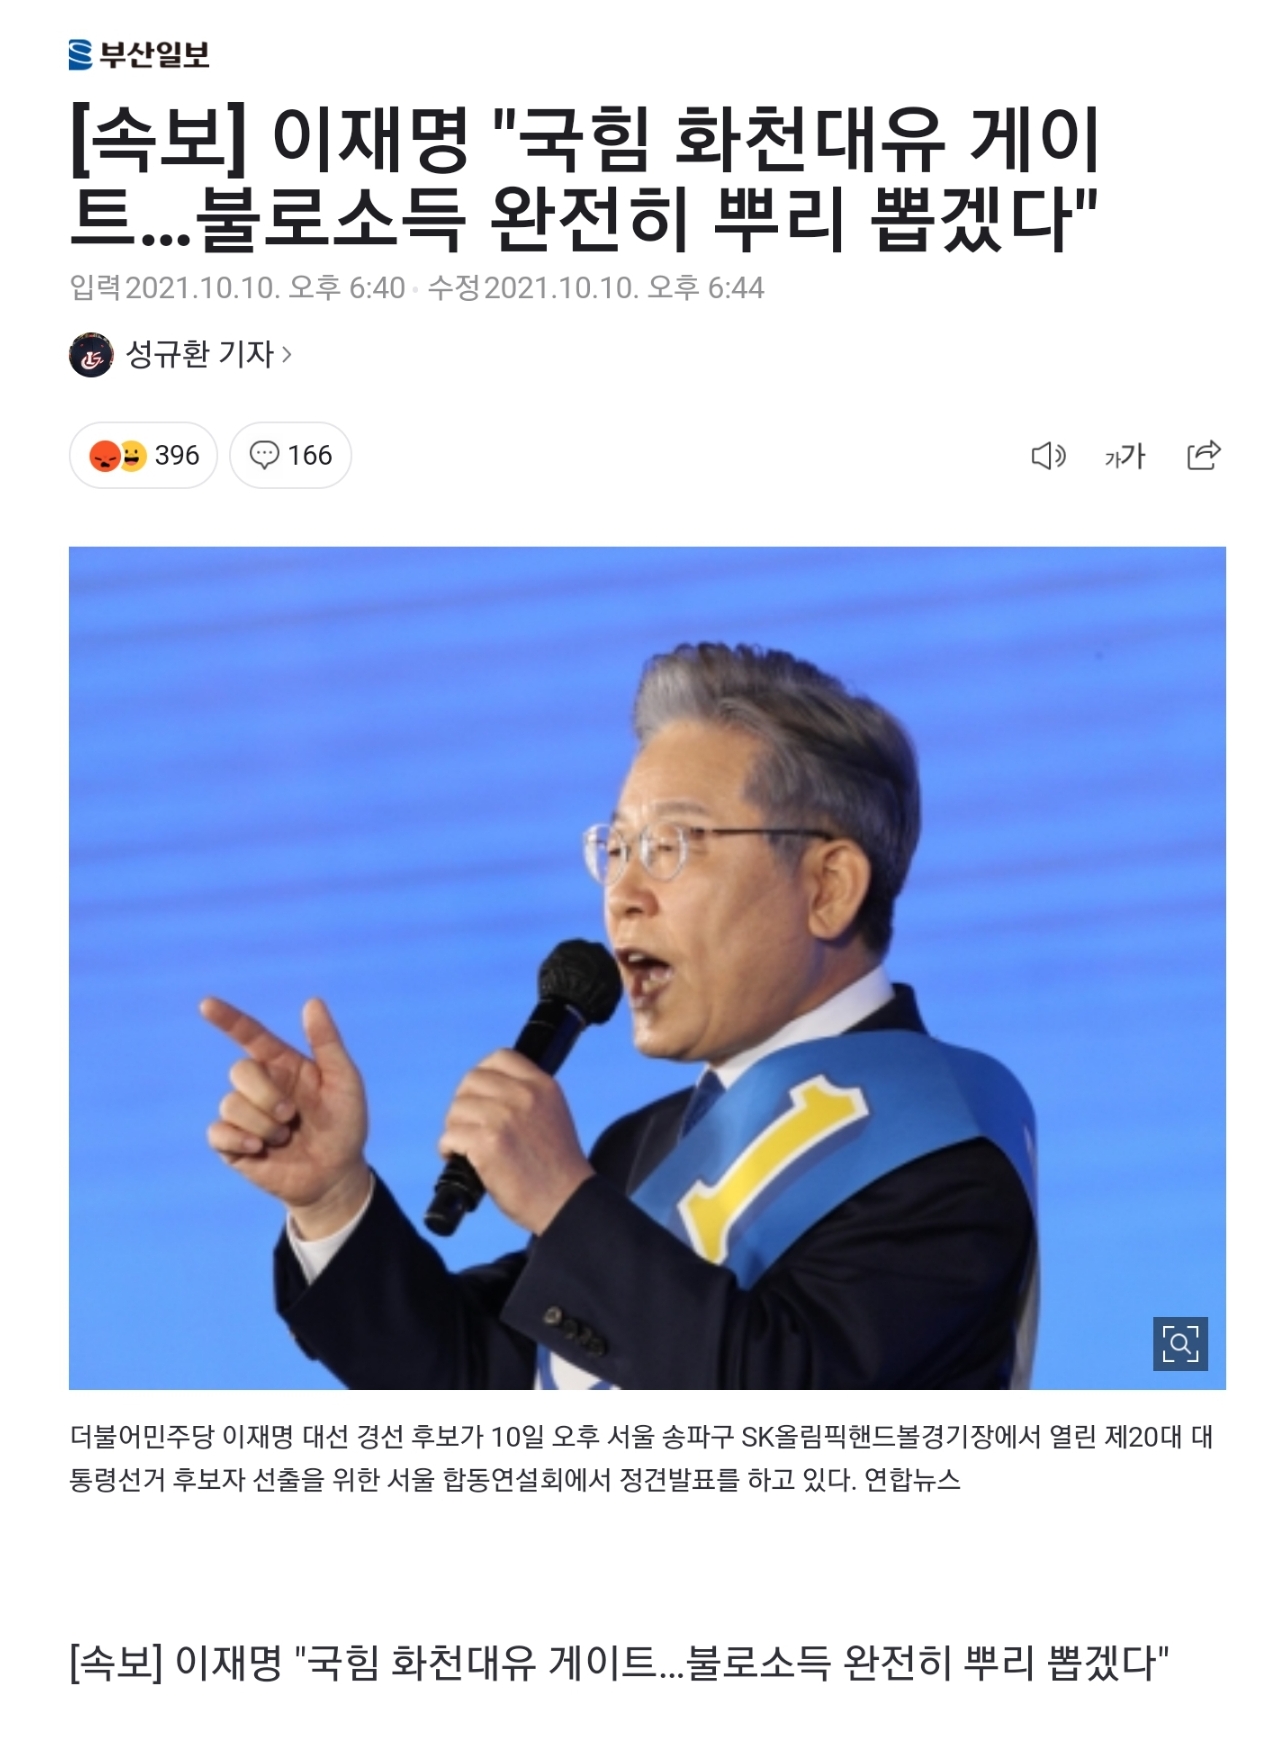 부산일보
[속보] 이재명 "국힘 화천대유 게이
트...불로소득 완전히 뿌리 뽑겠다"
입력 2021.10.10. 오후 6:40 · 수정 2021.10.10. 오후 6:44
성규환 기자 >
396 166 가가
1
더불어민주당 이재명 대선 경선 후보가 10일 오후 서울 송파구 SK올림픽핸드볼경기장에서 열린 제20대 대
통령선거 후보자 선출을 위한 서울 합동연설회에서 정견발표를 하고 있다. 연합뉴스
[속보] 이재명 "국힘 화천대유 게이트...불로소득 완전히 뿌리 뽑겠다"